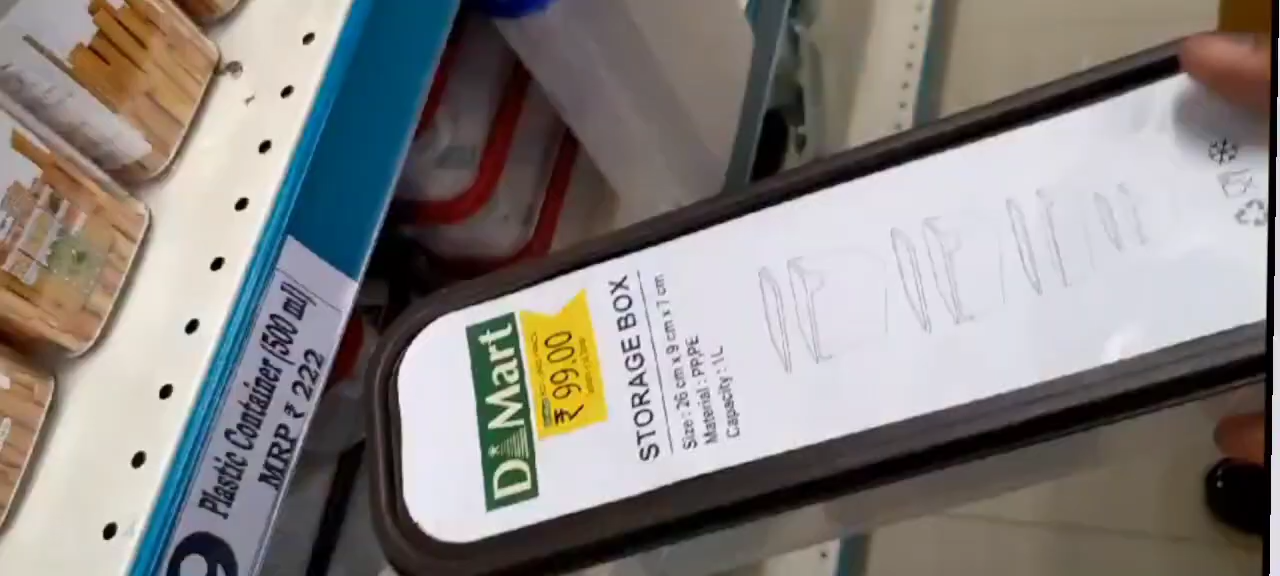 DMart
₹ 99.00
STORAGE BOX
Size : 26 cm x 9 cm x 7 cm
Material : PP,PE
Capacity : 1L
Plastic Container (500 ml)
MRP ₹ 222
9